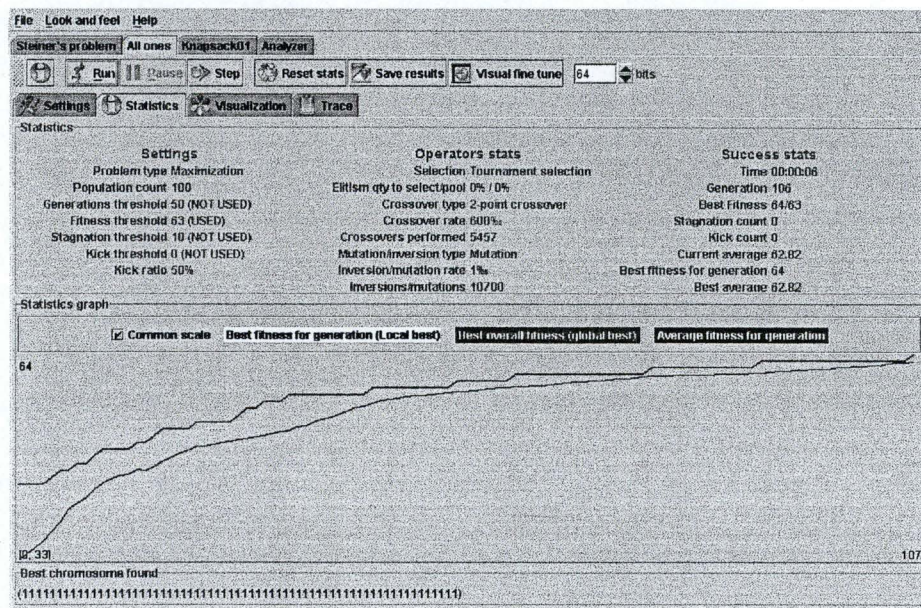 File Look and feel Help
Steiner's problem All ones Knapsack01 Analyzer
Run Pause Step Reset stats Save results Visual fine tune 64 bits
Settings Statistics Visualization Trace
Statistics
Settings
Problem type Maximization
Population count 100
Generations threshold 50 (NOT USED)
Fitness threshold 63 (USED)
Stagnation threshold 10 (NOT USED)
Kick threshold 0 (NOT USED)
Kick ratio 50%
Operators stats
Selection Tournament selection
Elitism qty to select/pool 0% / 0%
Crossover type 2-point crossover
Crossover rate 600‰
Crossovers performed 5457
Mutation/inversion type Mutation
Inversion/mutation rate 1‰
Inversions/mutations 10700
Success stats
Time 00:00:06
Generation 106
Best Fitness 64/63
Stagnation count 0
Kick count 0
Current average 62.82
Best fitness for generation 64
Best average 62.82
Statistics graph
Common scale Best fitness for generation (Local best) Best overall fitness (global best) Average fitness for generation
64
[0, 33] 107
Best chromosome found
(1111111111111111111111111111111111111111111111111111111111111111)